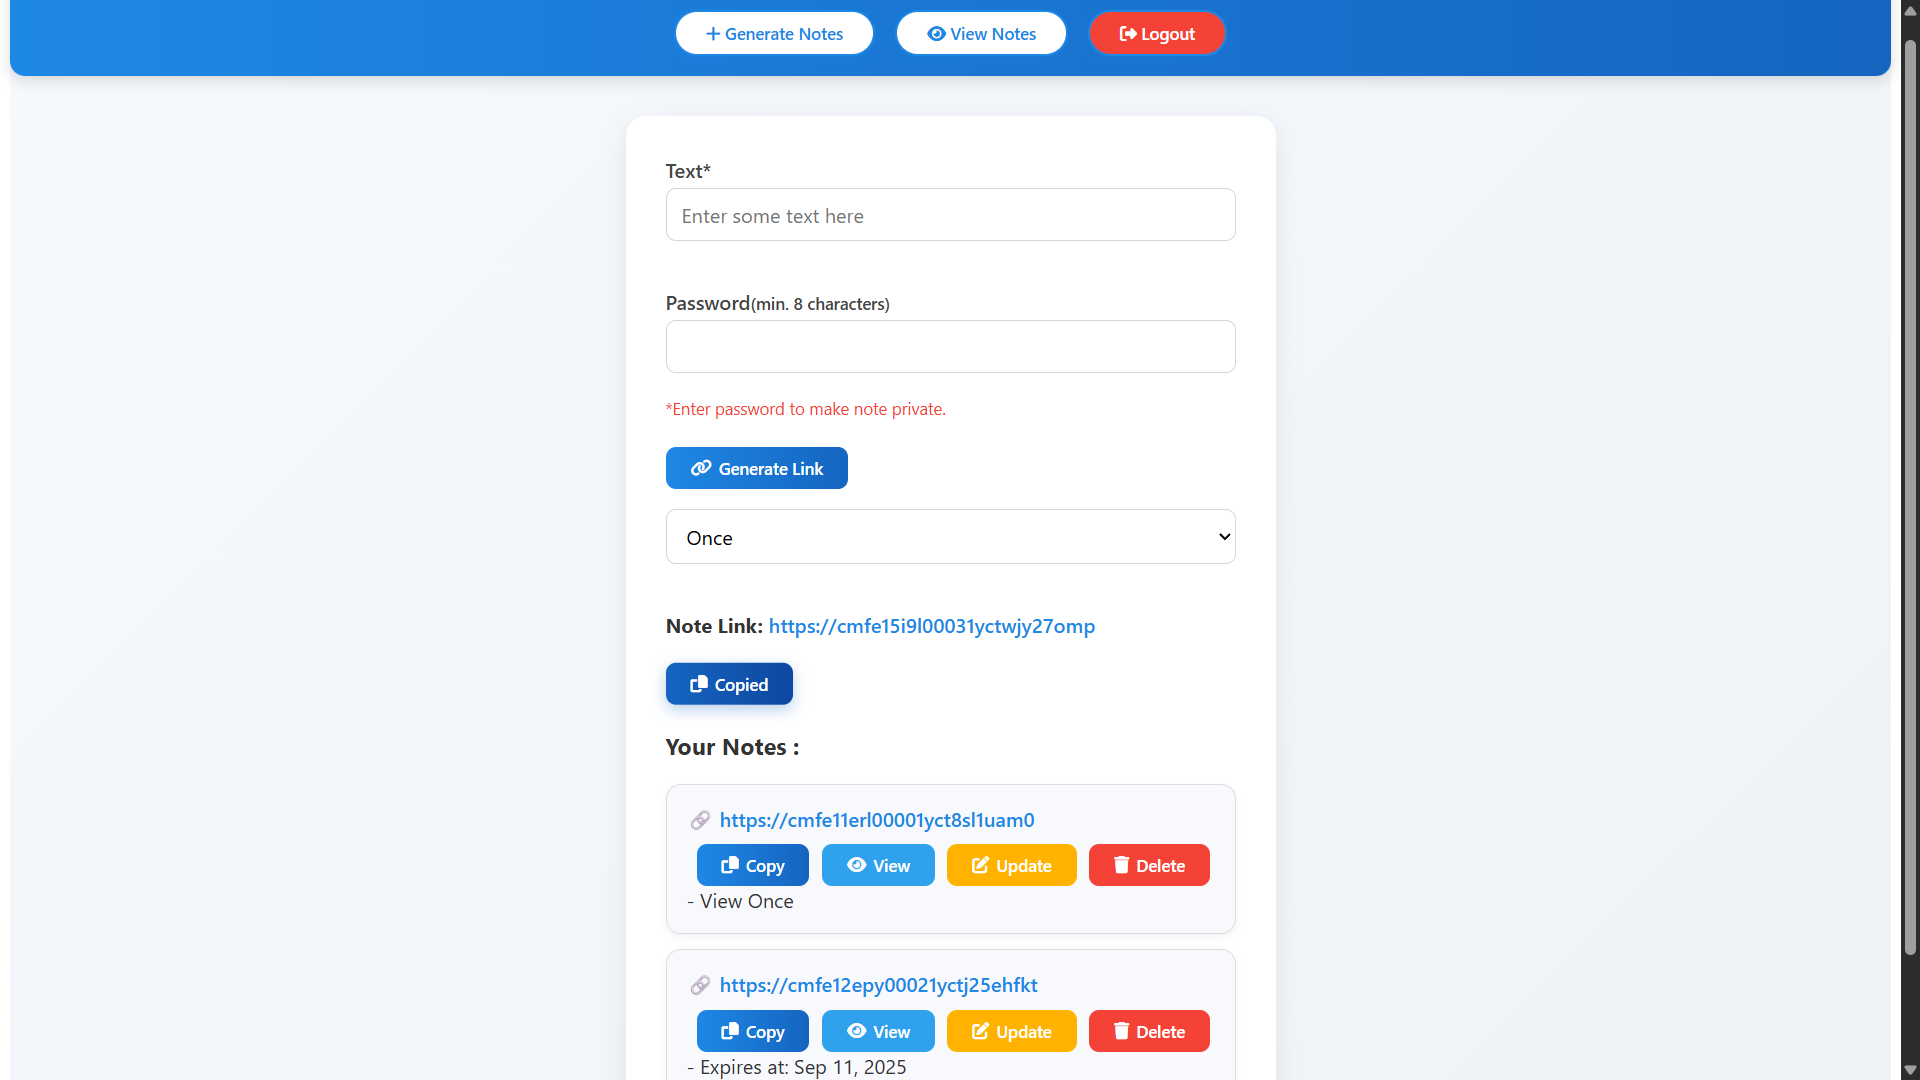 Generate Notes View Notes Logout
Text*
Enter some text here
Password(min. 8 characters)
*Enter password to make note private.
Generate Link
Once
Note Link: https://cmfe15i9l00031yctwjy27omp
Copied
Your Notes :
https://cmfe11erl00001yct8sl1uam0
Copy View Update Delete
- View Once
https://cmfe12epy00021yctj25ehfkt
Copy View Update Delete
- Expires at: Sep 11, 2025